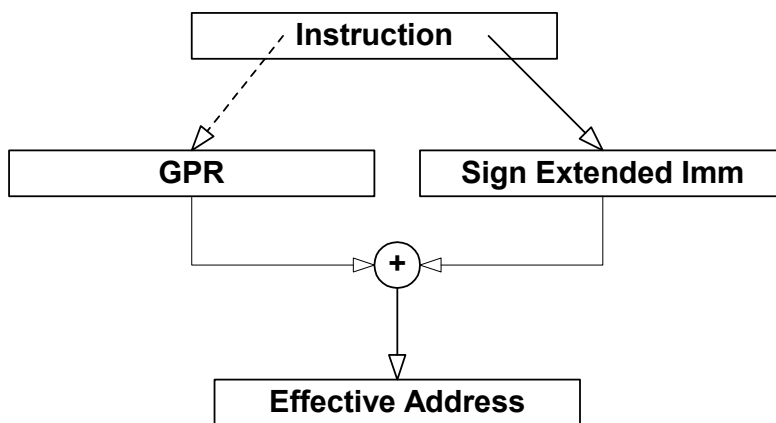 Instruction
GPR
Sign Extended Imm
+
Effective Address